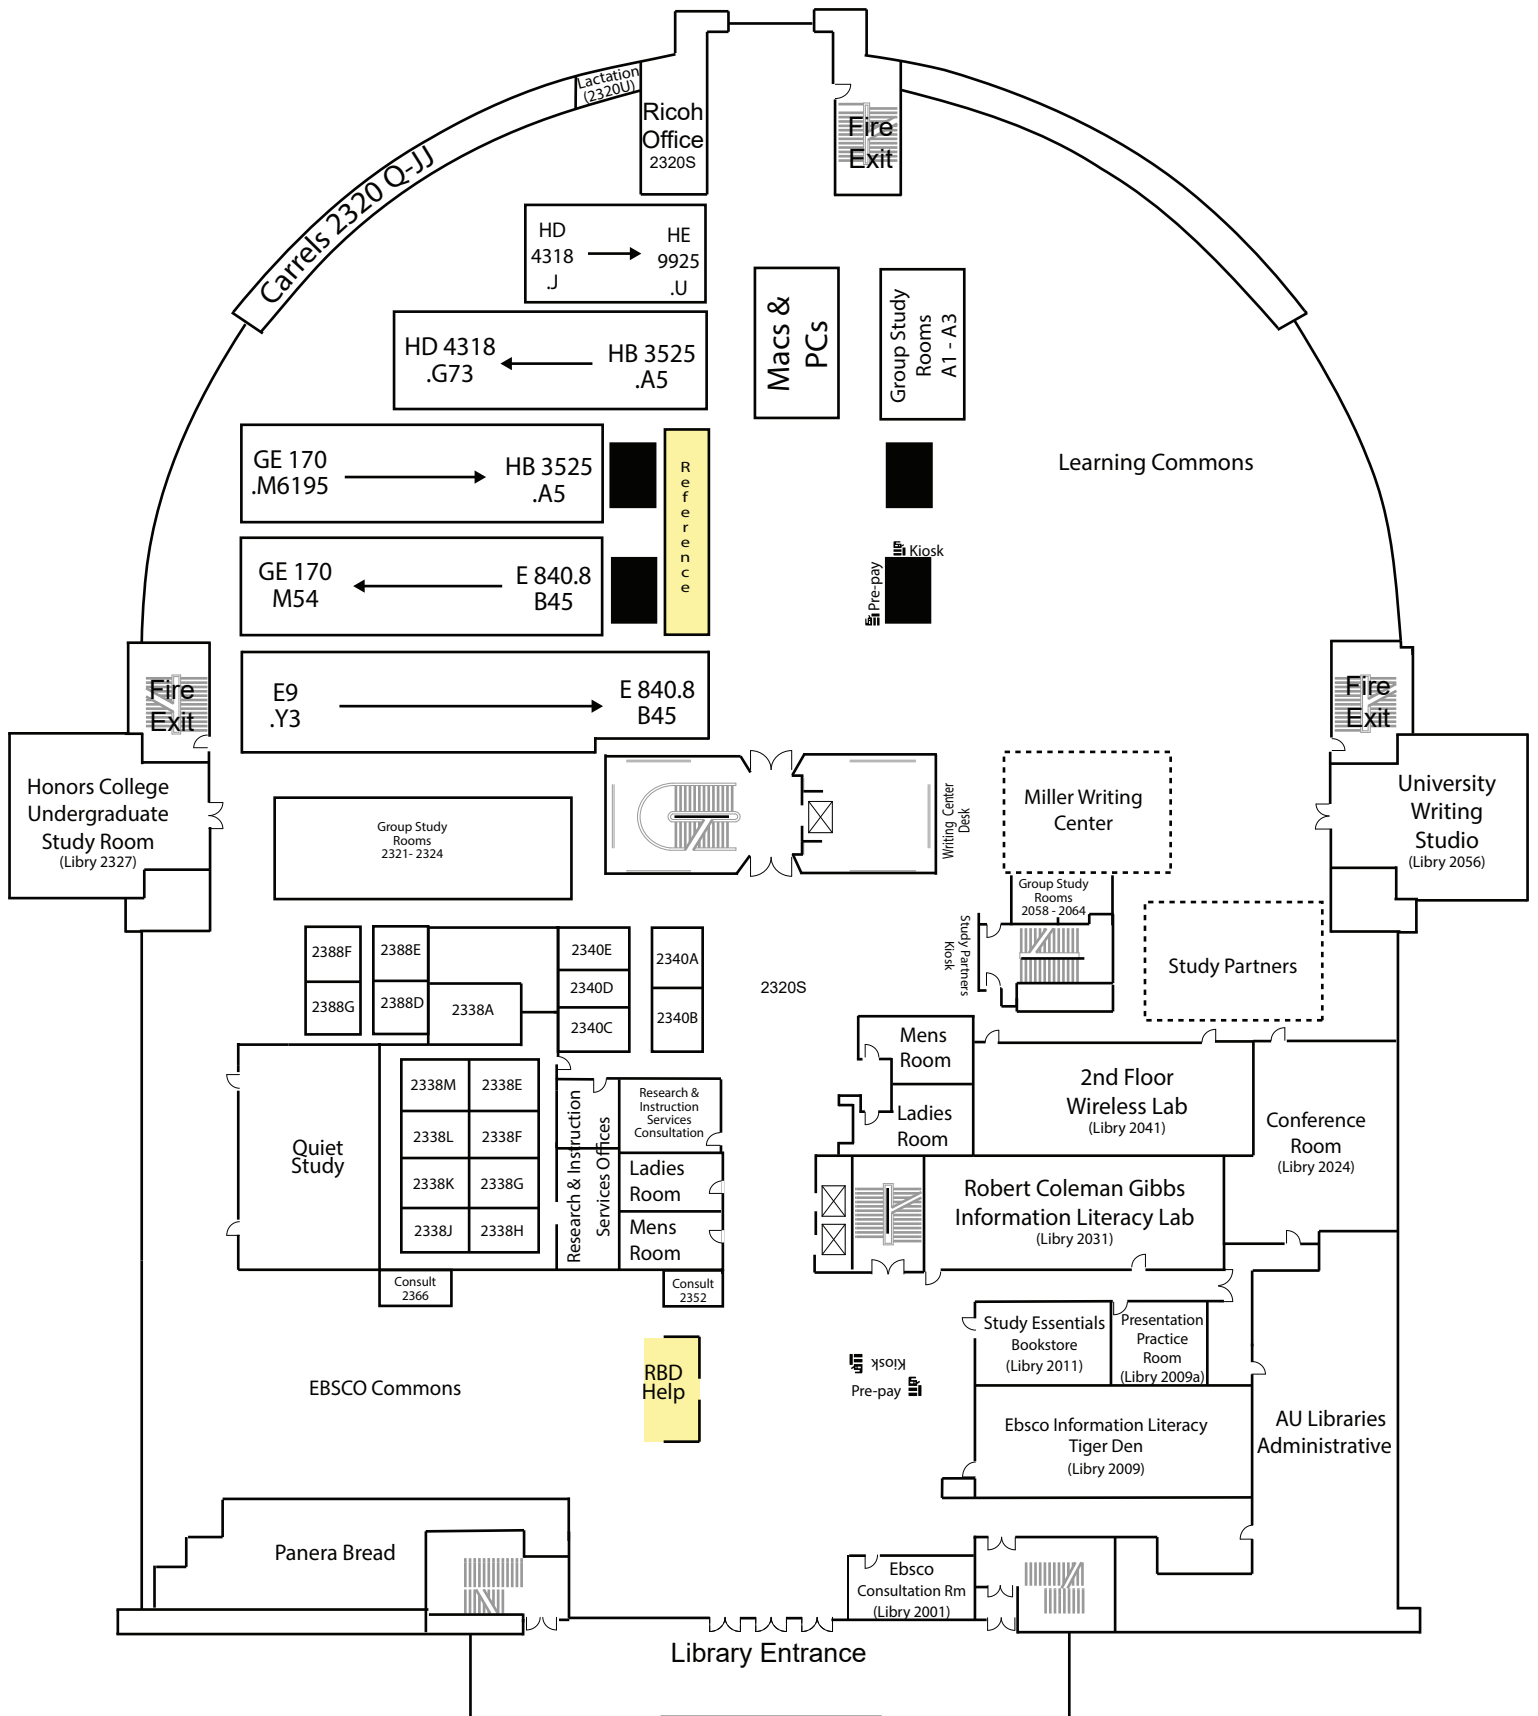 Lactation
(2320U)
Ricoh
Office
2320S
Fire
Exit
Carrels 2320 Q-JJ
HD
4318
.J
HE
9925
.U
HD 4318
.G73
HB 3525
.A5
Macs &
PCs
Group Study
Rooms
A1 - A3
GE 170
.M6195
HB 3525
.A5
Reference
Learning Commons
GE 170
M54
E 840.8
B45
Kiosk
Pre-pay
Fire
Exit
E9
.Y3
E 840.8
B45
Fire
Exit
Honors College
Undergraduate
Study Room
(Libry 2327)
Group Study
Rooms
2321- 2324
Writing Center
Desk
Miller Writing
Center
University
Writing
Studio
(Libry 2056)
Group Study
Rooms
2058 - 2064
Study Partners
Kiosk
Study Partners
2388F
2388G
2388E
2388D
2338A
2340E
2340D
2340C
2340A
2340B
2320S
Mens
Room
Ladies
Room
2nd Floor
Wireless Lab
(Libry 2041)
Conference
Room
(Libry 2024)
Quiet
Study
2338M
2338E
2338L
2338F
2338K
2338G
2338J
2338H
Research & Instruction
Services Offices
Research &
Instruction
Services
Consultation
Ladies
Room
Mens
Room
Robert Coleman Gibbs
Information Literacy Lab
(Libry 2031)
Consult
2366
Consult
2352
EBSCO Commons
RBD
Help
Kiosk
Pre-pay
Study Essentials
Bookstore
(Libry 2011)
Presentation
Practice
Room
(Libry 2009a)
Ebsco Information Literacy
Tiger Den
(Libry 2009)
AU Libraries
Administrative
Panera Bread
Ebsco
Consultation Rm
(Libry 2001)
Library Entrance